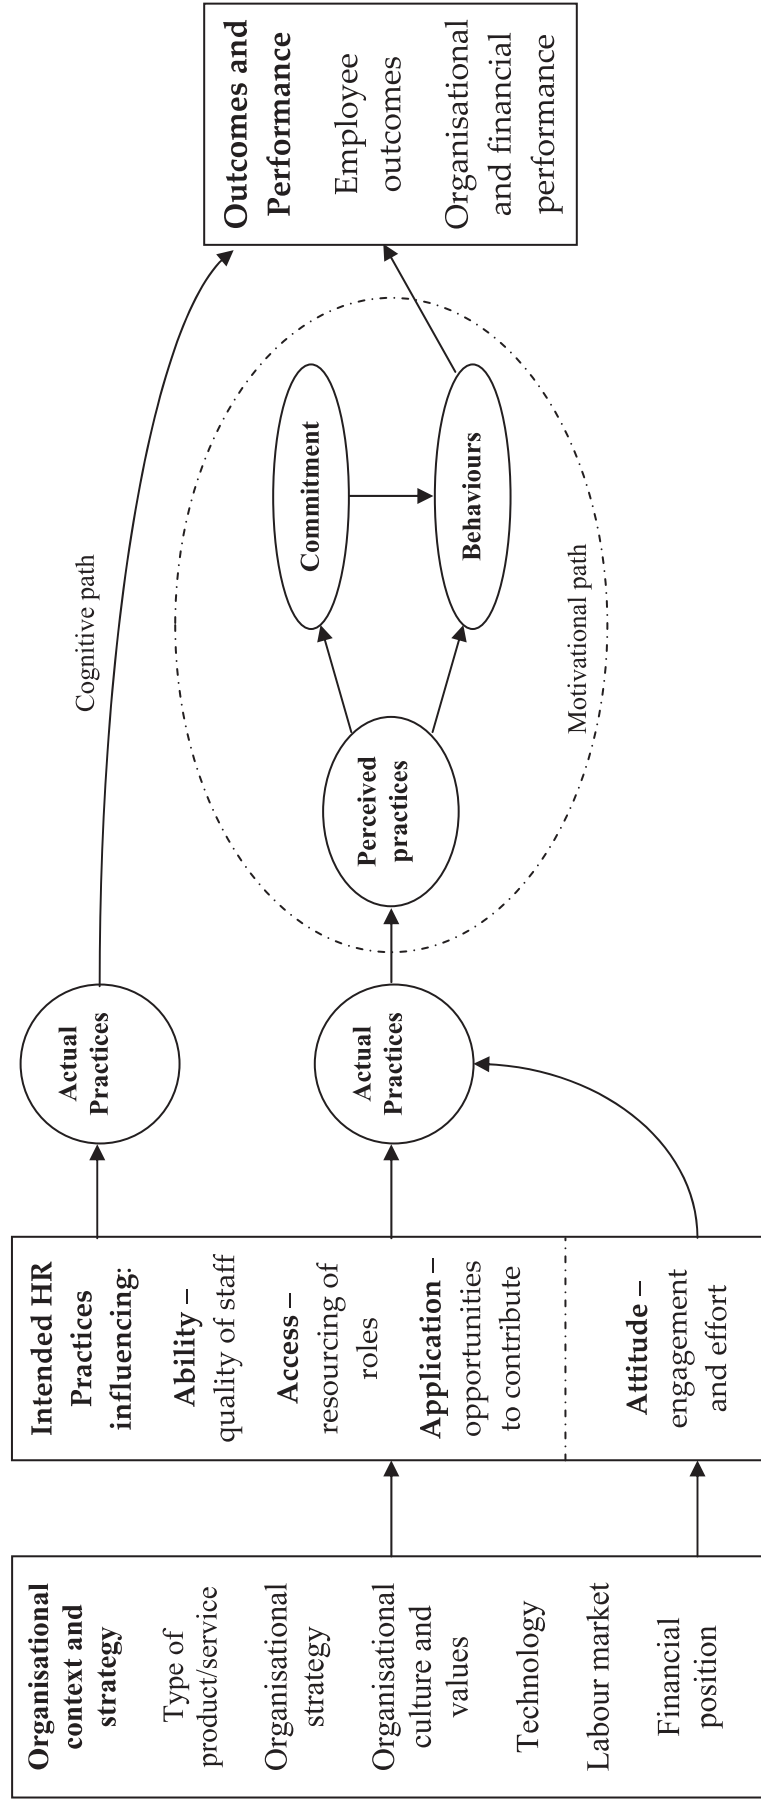 Organisational
context and
strategy
Type of
product/service
Organisational
strategy
Organisational
culture and
values
Technology
Labour market
Financial
position
Intended HR
Practices
influencing:
Ability –
quality of staff
Access –
resourcing of
roles
Application –
opportunities
to contribute
Attitude –
engagement
and effort
Actual
Practices
Actual
Practices
Cognitive path
Perceived
practices
Commitment
Behaviours
Motivational path
Outcomes and
Performance
Employee
outcomes
Organisational
and financial
performance